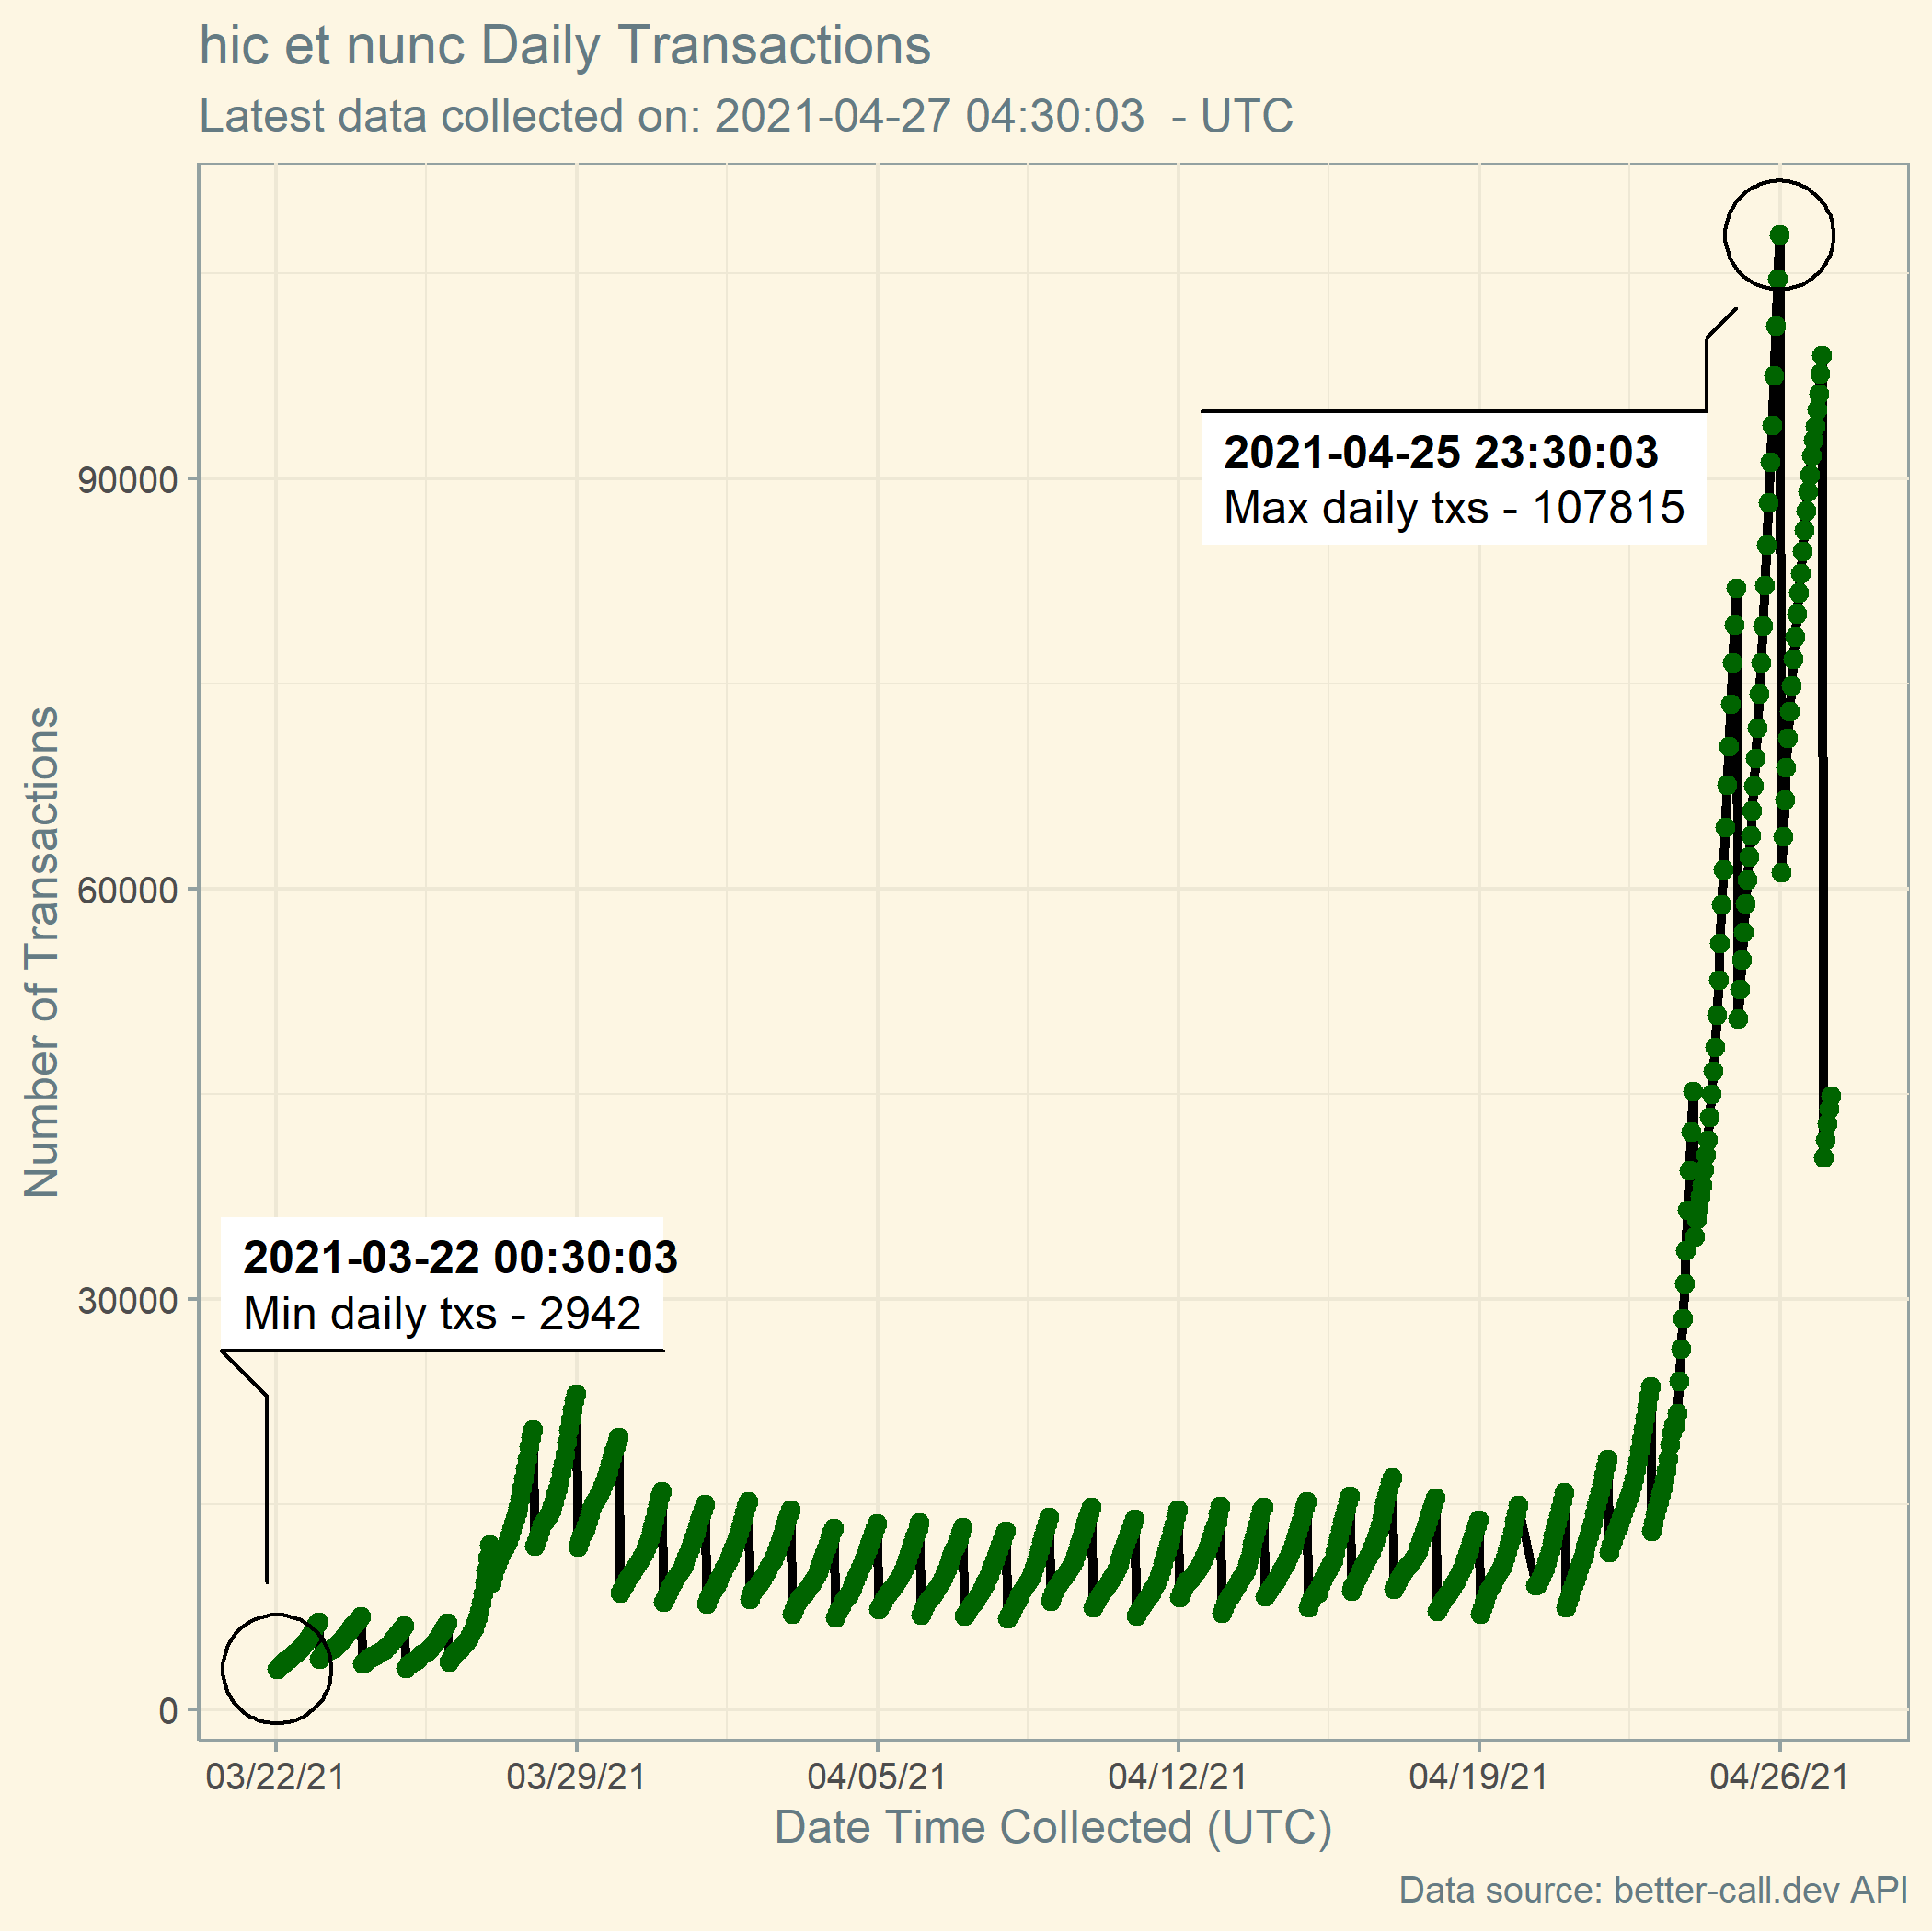 hic et nunc Daily Transactions
Latest data collected on: 2021-04-27 04:30:03  - UTC
2021-04-25 23:30:03
Max daily txs - 107815
2021-03-22 00:30:03
Min daily txs - 2942
Number of Transactions
90000
60000
30000
0
03/22/21
03/29/21
04/05/21
04/12/21
04/19/21
04/26/21
Date Time Collected (UTC)
Data source: better-call.dev API